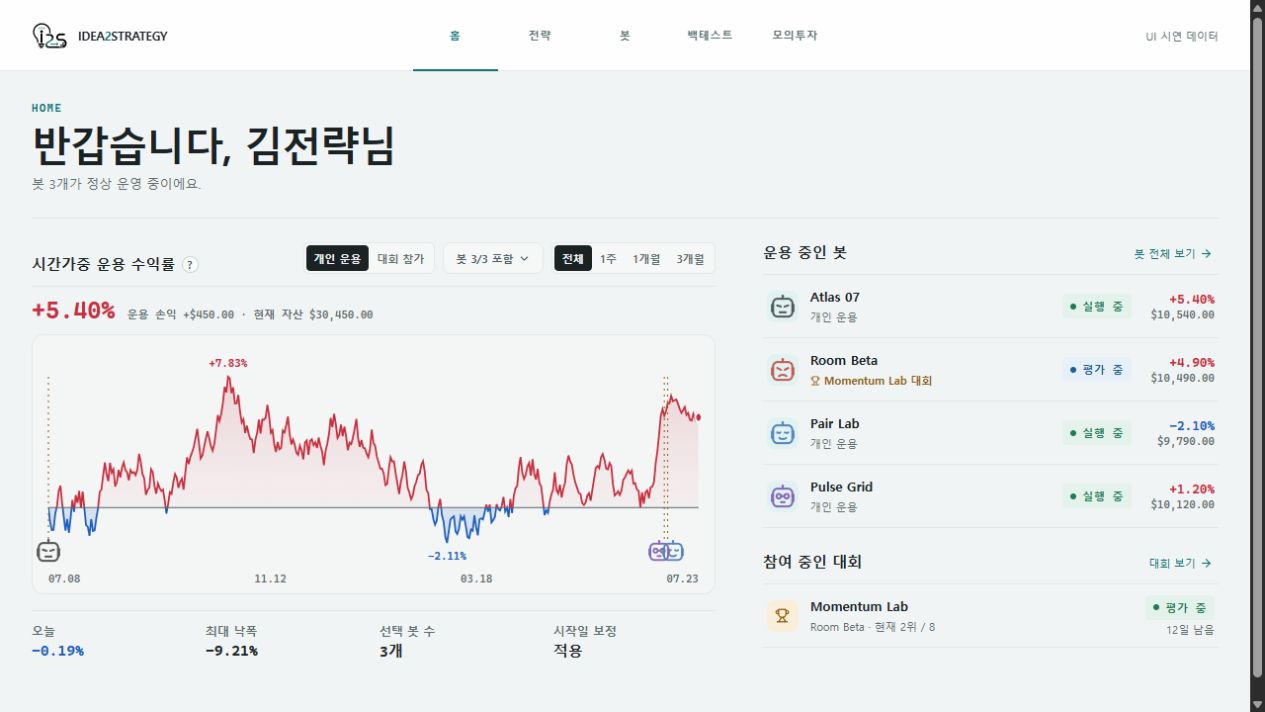 i2s IDEA2STRATEGY
홈 전략 봇 백테스트 모의투자
UI 시연 데이터
HOME
반갑습니다, 김전략님
봇 3개가 정상 운영 중이에요.
시간가중 운용 수익률 ?
개인 운용 대회 참가
봇 3/3 포함
전체 1주 1개월 3개월
+5.40% 운용 손익 +$450.00 · 현재 자산 $30,450.00
+7.83%
-2.11%
07.08 11.12 03.18 07.23
오늘 최대 낙폭 선택 봇 수 시작일 보정
-0.19% -9.21% 3개 적용
운용 중인 봇 봇 전체 보기 →
Atlas 07
개인 운용
실행 중
+5.40%
$10,540.00
Room Beta
Momentum Lab 대회
평가 중
+4.90%
$10,490.00
Pair Lab
개인 운용
실행 중
-2.10%
$9,790.00
Pulse Grid
개인 운용
실행 중
+1.20%
$10,120.00
참여 중인 대회 대회 보기 →
Momentum Lab
Room Beta · 현재 2위 / 8
평가 중
12일 남음